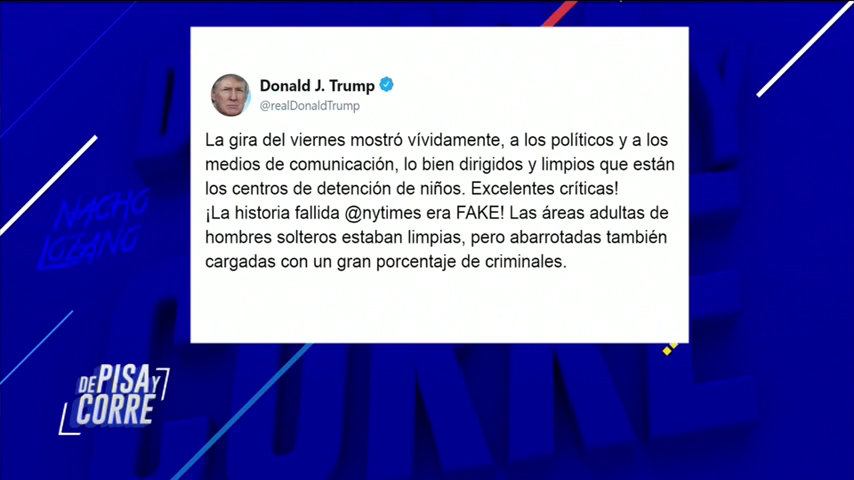 Donald J. Trump
@realDonaldTrump
La gira del viernes mostró vívidamente, a los políticos y a los
medios de comunicación, lo bien dirigidos y limpios que están
los centros de detención de niños. Excelentes críticas!
¡La historia fallida @nytimes era FAKE! Las áreas adultas de
hombres solteros estaban limpias, pero abarrotadas también
cargadas con un gran porcentaje de criminales.
NACHO
LOZANO
DE PISA Y
CORRE